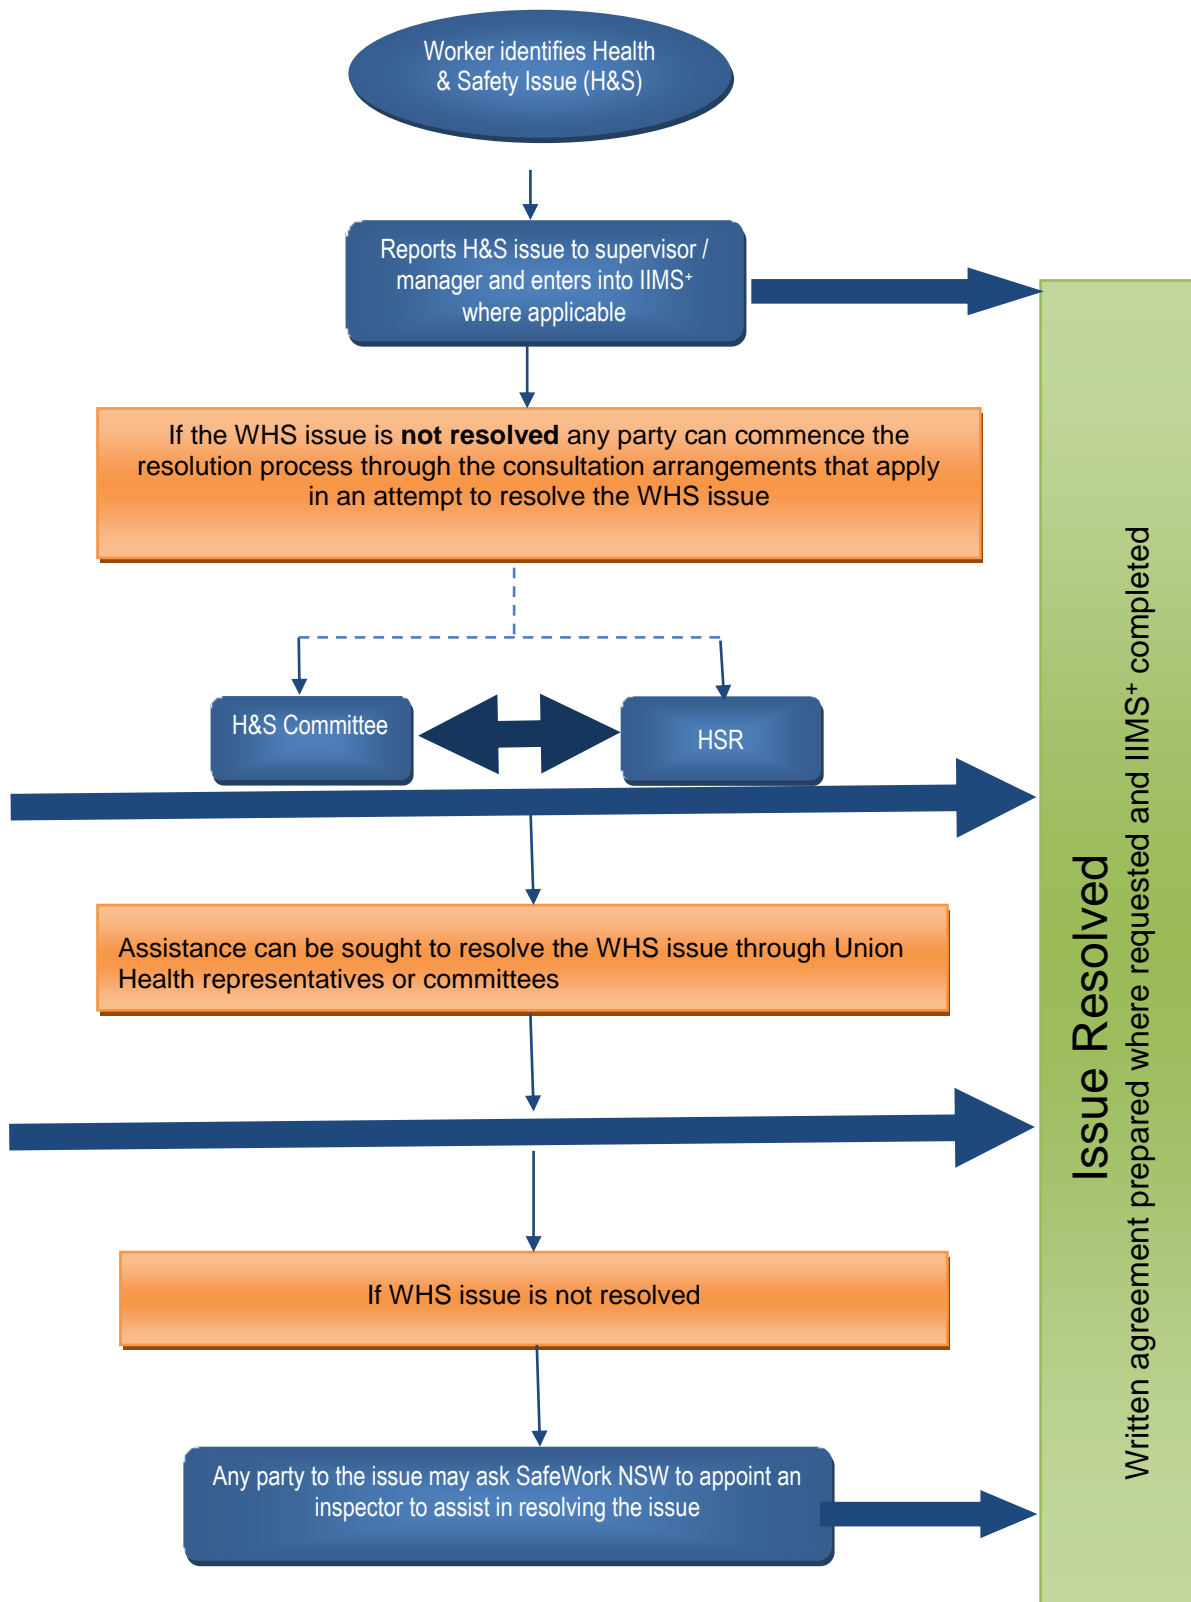 Worker identifies Health
& Safety Issue (H&S)
Reports H&S issue to supervisor /
manager and enters into IIMS⁺
where applicable
If the WHS issue is not resolved any party can commence the
resolution process through the consultation arrangements that apply
in an attempt to resolve the WHS issue
H&S Committee
HSR
Assistance can be sought to resolve the WHS issue through Union
Health representatives or committees
If WHS issue is not resolved
Any party to the issue may ask SafeWork NSW to appoint an
inspector to assist in resolving the issue
Issue Resolved
Written agreement prepared where requested and IIMS⁺ completed